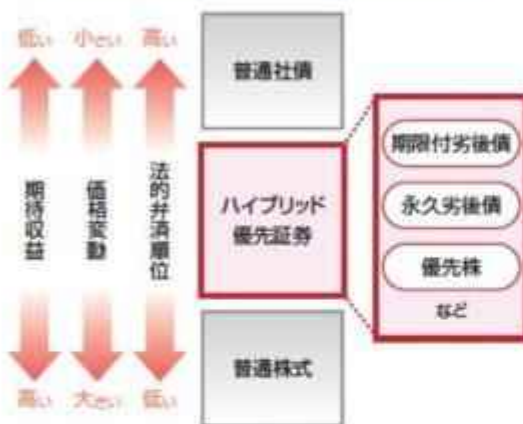 低い 小さい 高い
期待収益
価格変動
法的弁済順位
高い 大きい 低い
普通社債
ハイブリッド
優先証券
普通株式
期限付劣後債
永久劣後債
優先株
など